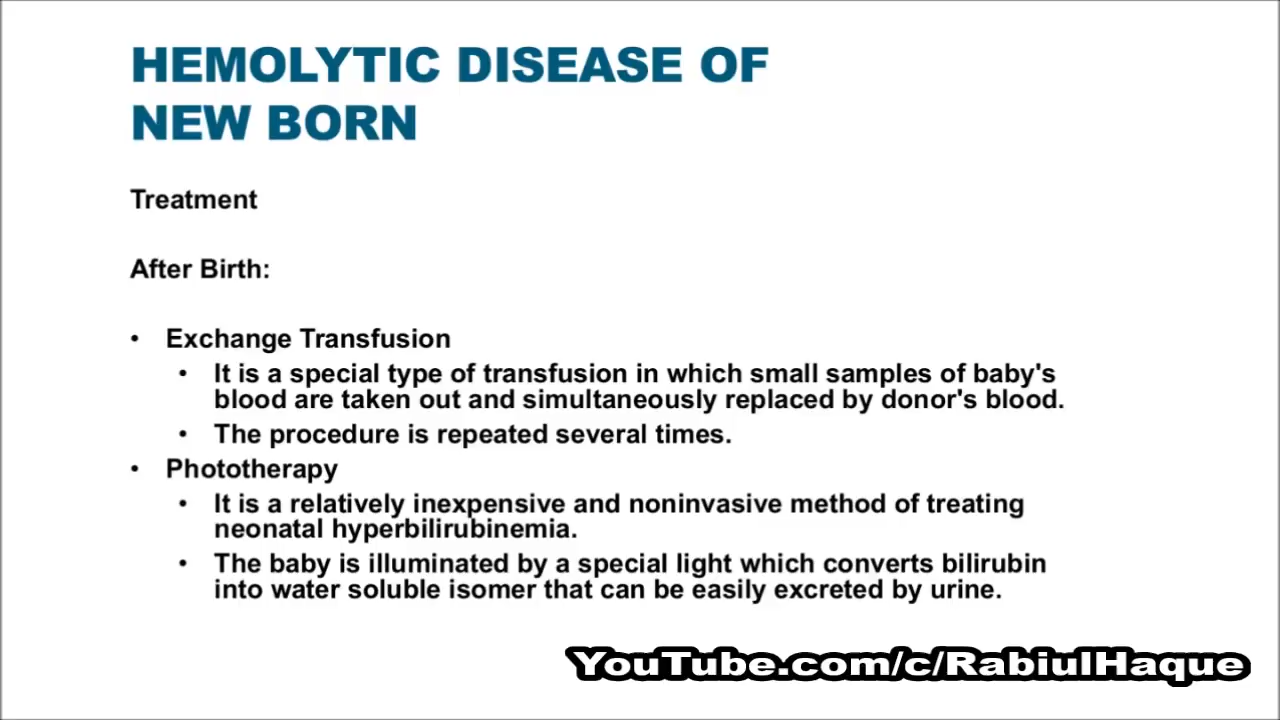 HEMOLYTIC DISEASE OF
NEW BORN
Treatment
After Birth:
• Exchange Transfusion
• It is a special type of transfusion in which small samples of baby's
blood are taken out and simultaneously replaced by donor's blood.
• The procedure is repeated several times.
• Phototherapy
• It is a relatively inexpensive and noninvasive method of treating
neonatal hyperbilirubinemia.
• The baby is illuminated by a special light which converts bilirubin
into water soluble isomer that can be easily excreted by urine.
YouTube.com/c/RabiulHaque